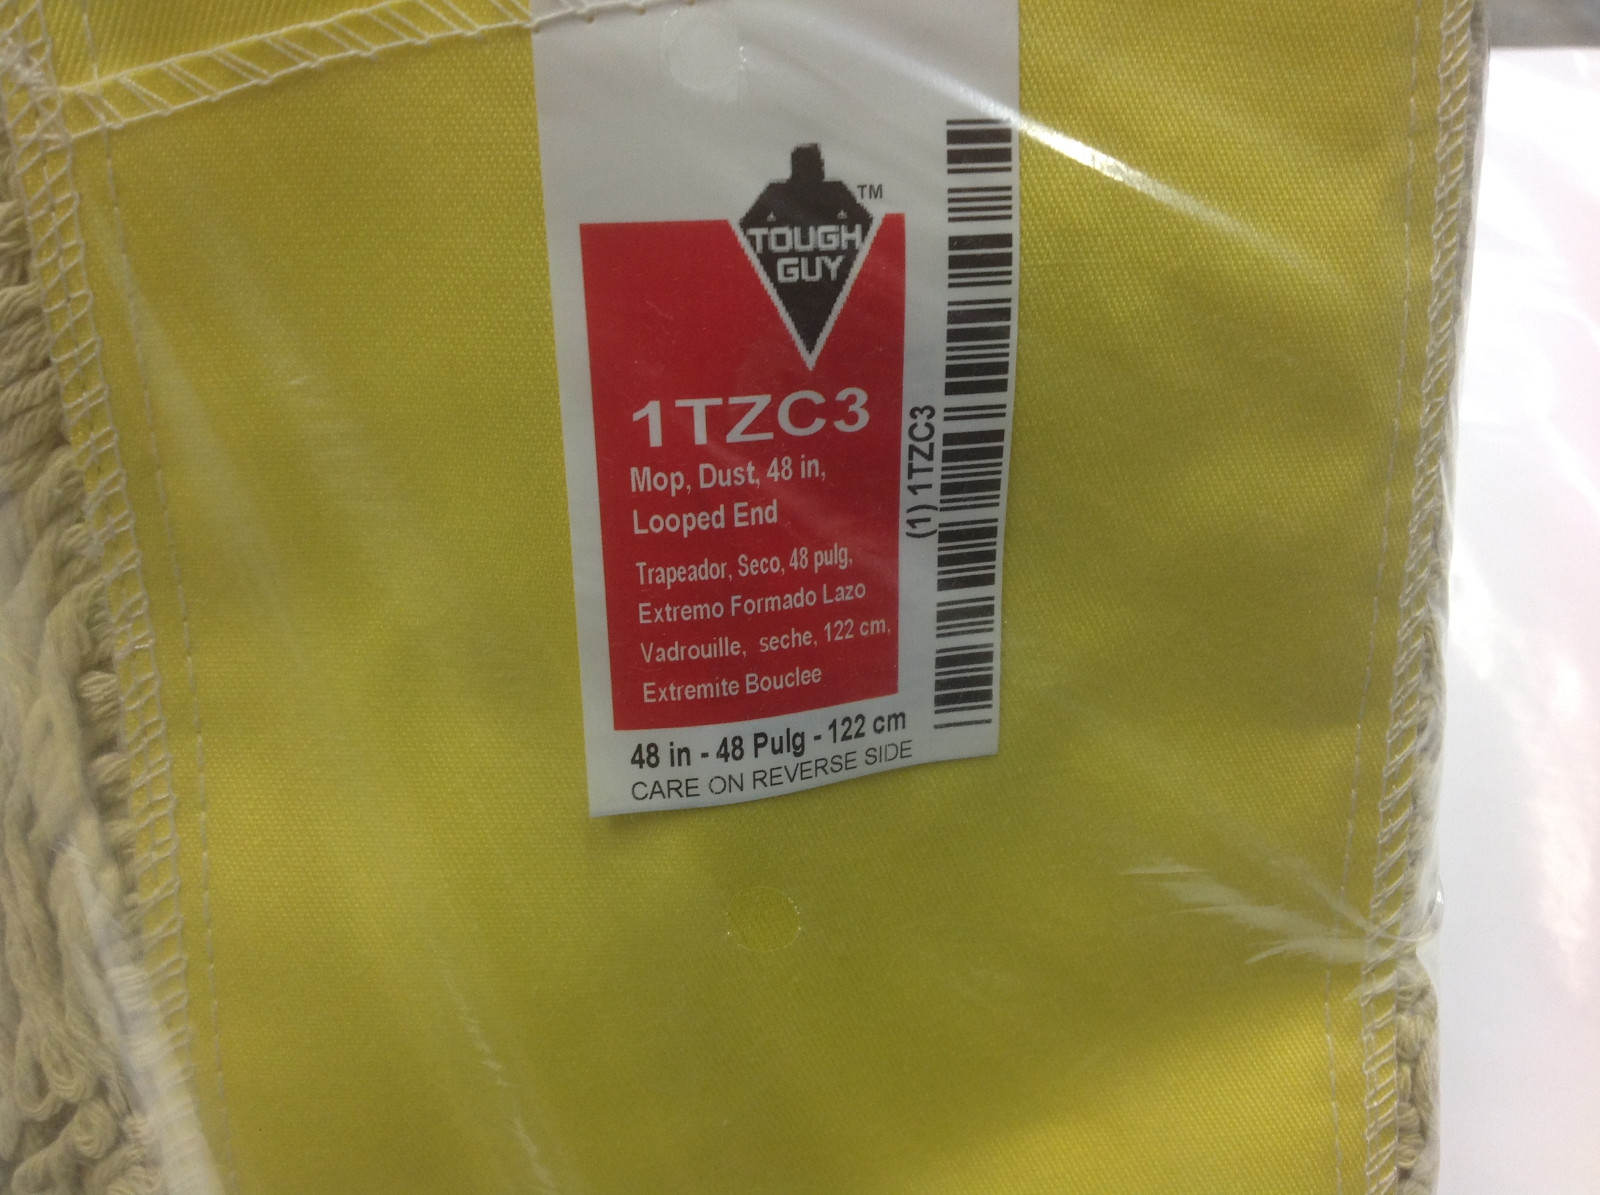 TOUGH
GUY
TM
1TZC3
Mop, Dust, 48 in,
Looped End
Trapeador, Seco, 48 pulg,
Extremo Formado Lazo
Vadrouille, seche, 122 cm,
Extremite Bouclee
48 in - 48 Pulg - 122 cm
CARE ON REVERSE SIDE
(1) 1TZC3